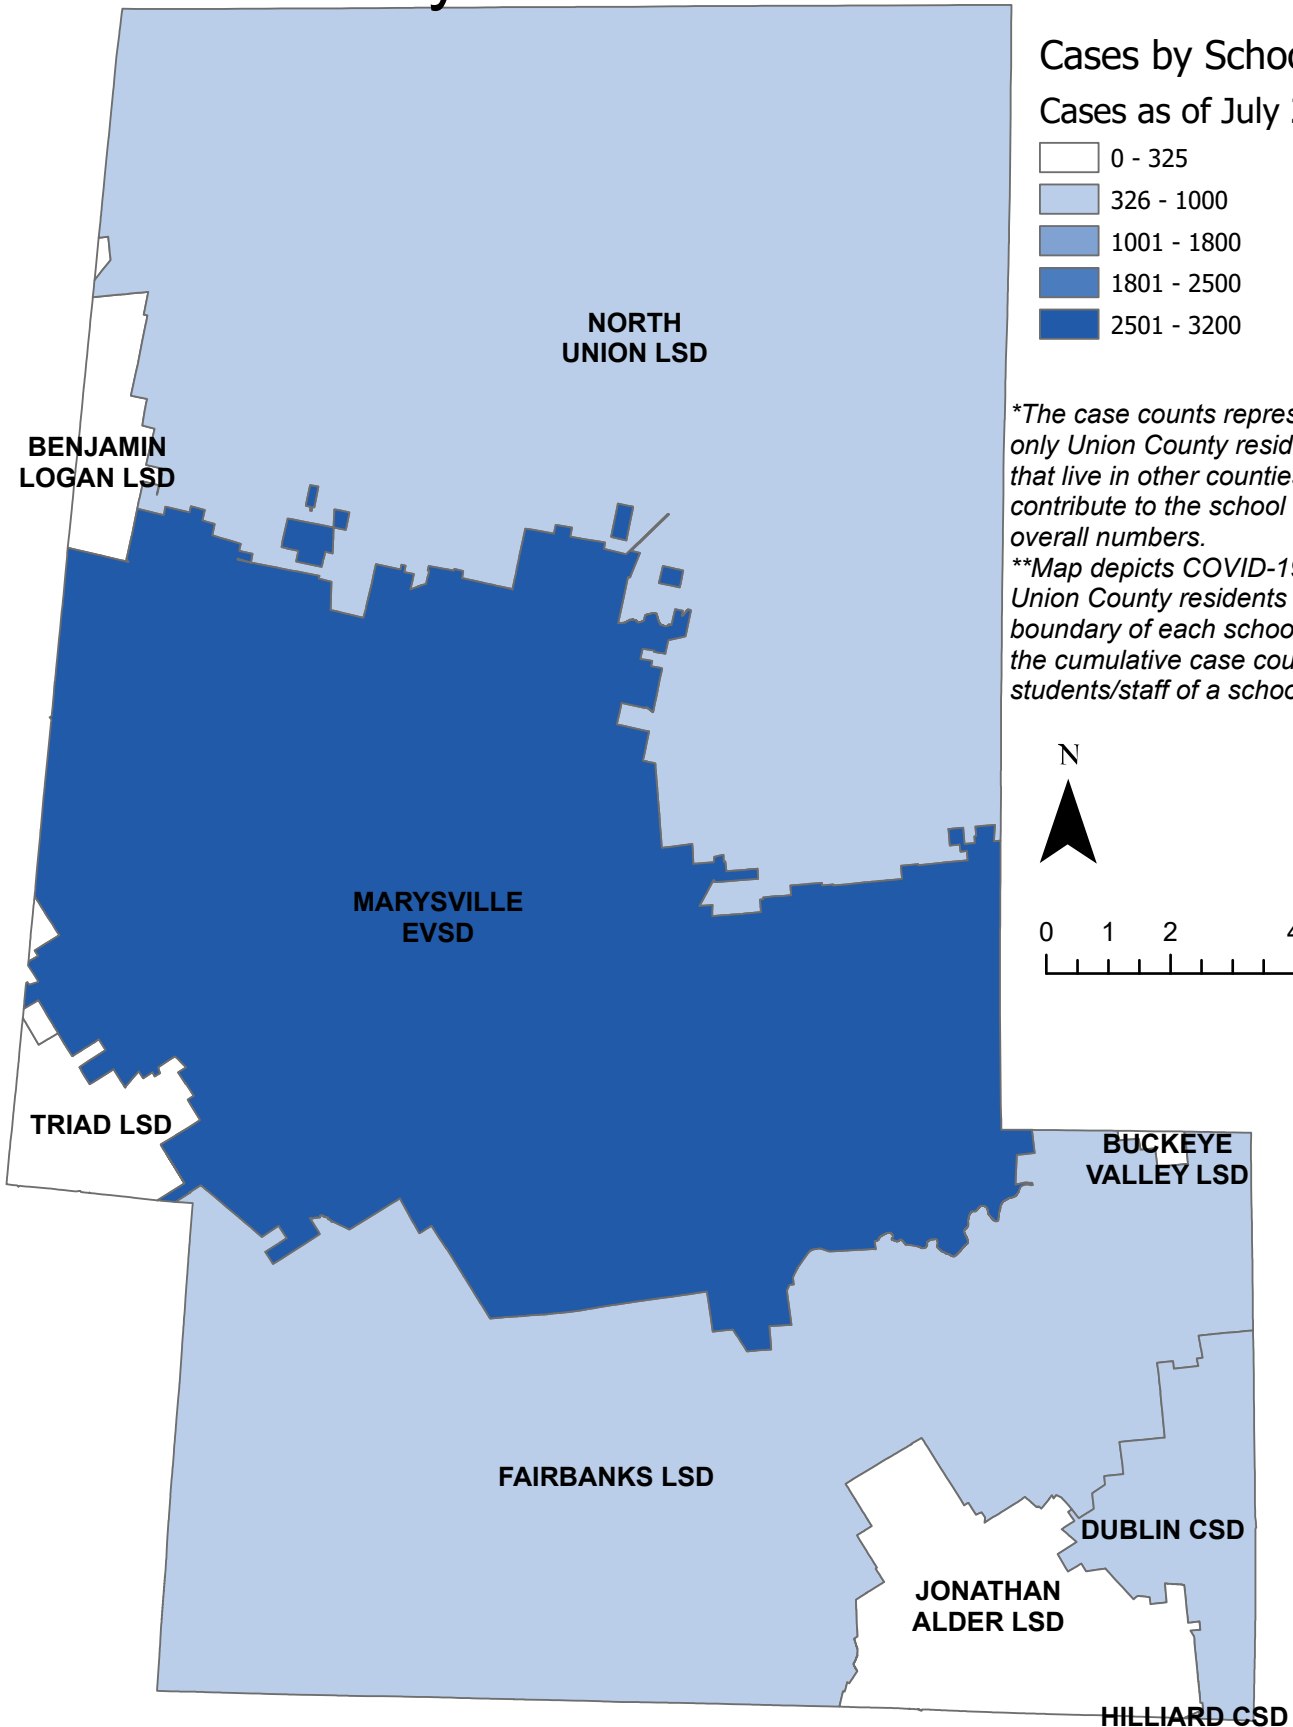 Cases by Schoo
Cases as of July
0 - 325
326 - 1000
1001 - 1800
1801 - 2500
2501 - 3200
NORTH
UNION LSD
*The case counts repres
only Union County resid
that live in other counties
contribute to the school
overall numbers.
**Map depicts COVID-19
Union County residents
boundary of each schoo
the cumulative case cou
students/staff of a schoo
BENJAMIN
LOGAN LSD
N
MARYSVILLE
EVSD
0 1 2 4
TRIAD LSD
BUCKEYE
VALLEY LSD
FAIRBANKS LSD
DUBLIN CSD
JONATHAN
ALDER LSD
HILLIARD CSD